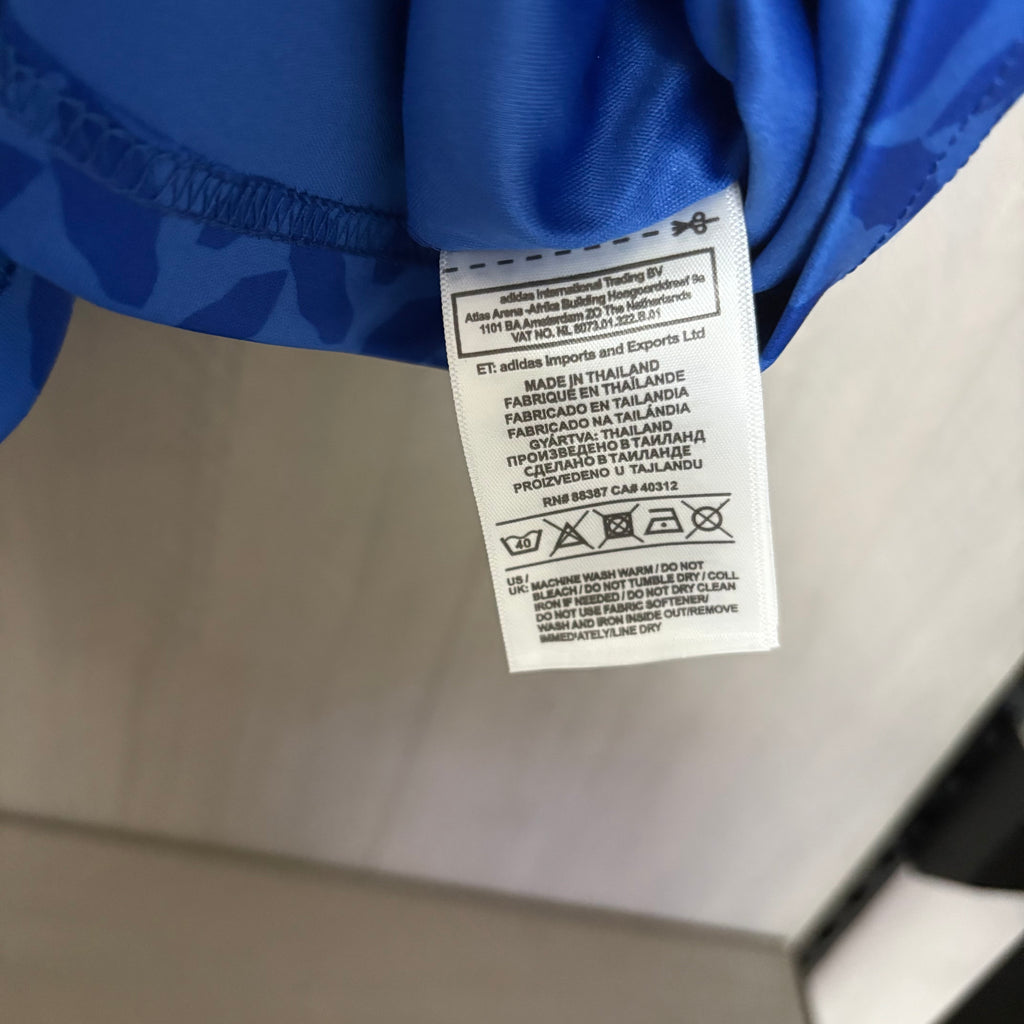 adidas International Trading BV
Atlas Arena -Afrika Building Hoogoorddreef 9a
1101 BA Amsterdam ZO The Netherlands
VAT NO. NL 8073.01.322.B.01
ET: adidas Imports and Exports Ltd
MADE IN THAILAND
FABRIQUÉ EN THAÏLANDE
FABRICADO EN TAILANDIA
FABRICADO NA TAILÂNDIA
GYÁRTVA: THAILAND
ПРОИЗВЕДЕНО В ТАИЛАНД
СДЕЛАНО В ТАИЛАНДЕ
PROIZVEDENO U TAJLANDU
RN# 88387 CA# 40312
40
US /
UK: MACHINE WASH WARM / DO NOT
BLEACH / DO NOT TUMBLE DRY / COLL
IRON IF NEEDED / DO NOT DRY CLEAN
DO NOT USE FABRIC SOFTENER/
WASH AND IRON INSIDE OUT/REMOVE
IMMEDIATELY/LINE DRY